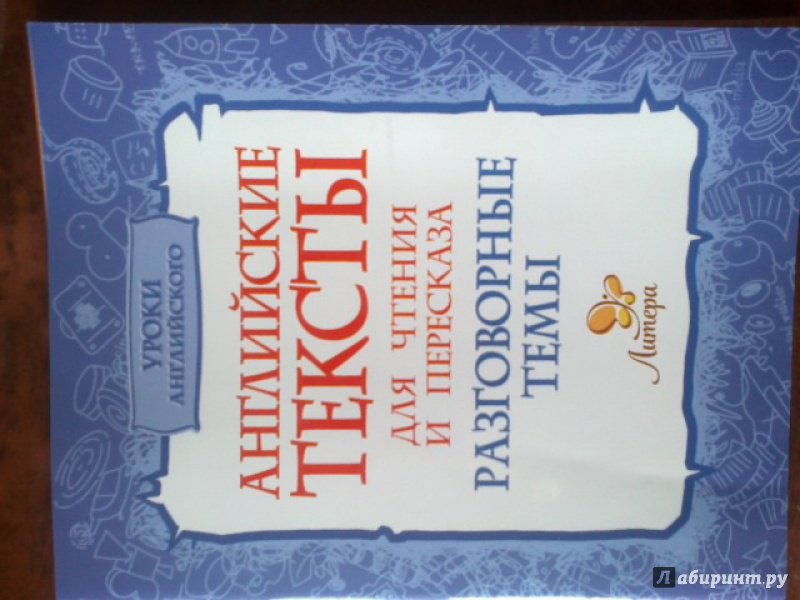 УРОКИ
АНГЛИЙСКОГО
АНГЛИЙСКИЕ
ТЕКСТЫ
ДЛЯ ЧТЕНИЯ
И ПЕРЕСКАЗА
РАЗГОВОРНЫЕ
ТЕМЫ
Литера
Лабиринт.ру